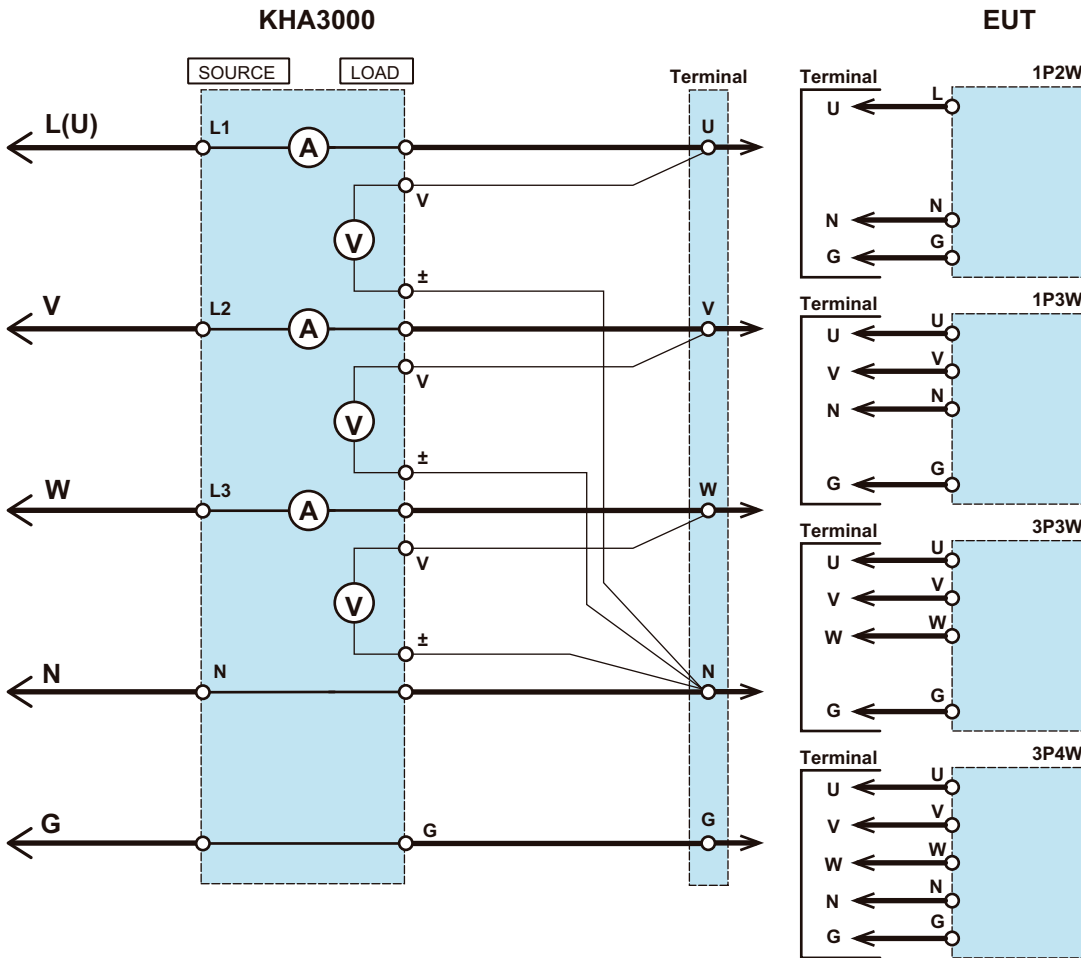 KHA3000
EUT
SOURCE
LOAD
Terminal
L(U)
L1
A
U
V
V
±
V
L2
A
V
V
V
±
W
L3
A
W
V
V
±
N
N
N
G
G
G
Terminal
1P2W
U
L
N
N
G
G
Terminal
1P3W
U
U
V
V
N
N
G
G
Terminal
3P3W
U
U
V
V
W
W
G
G
Terminal
3P4W
U
U
V
V
W
W
N
N
G
G